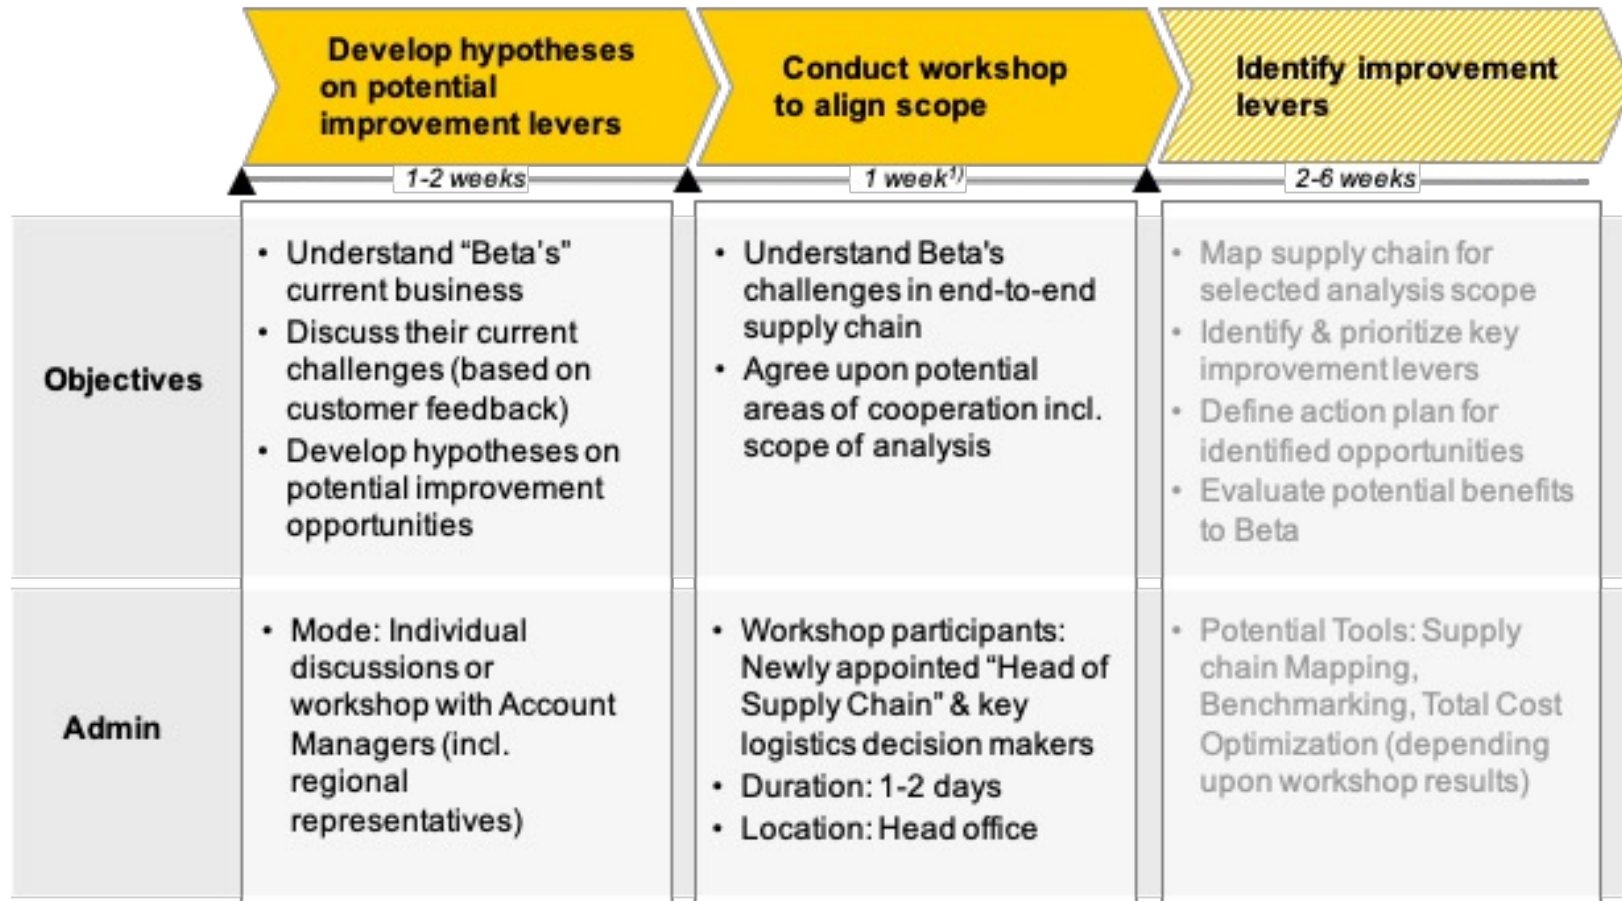 Develop hypotheses
on potential
improvement levers
Conduct workshop
to align scope
Identify improvement
levers
1-2 weeks
1 week¹⁾
2-6 weeks
Objectives
• Understand “Beta’s”
current business
• Discuss their current
challenges (based on
customer feedback)
• Develop hypotheses on
potential improvement
opportunities
• Understand Beta's
challenges in end-to-end
supply chain
• Agree upon potential
areas of cooperation incl.
scope of analysis
• Map supply chain for
selected analysis scope
• Identify & prioritize key
improvement levers
• Define action plan for
identified opportunities
• Evaluate potential benefits
to Beta
Admin
• Mode: Individual
discussions or
workshop with Account
Managers (incl.
regional
representatives)
• Workshop participants:
Newly appointed “Head of
Supply Chain” & key
logistics decision makers
• Duration: 1-2 days
• Location: Head office
• Potential Tools: Supply
chain Mapping,
Benchmarking, Total Cost
Optimization (depending
upon workshop results)